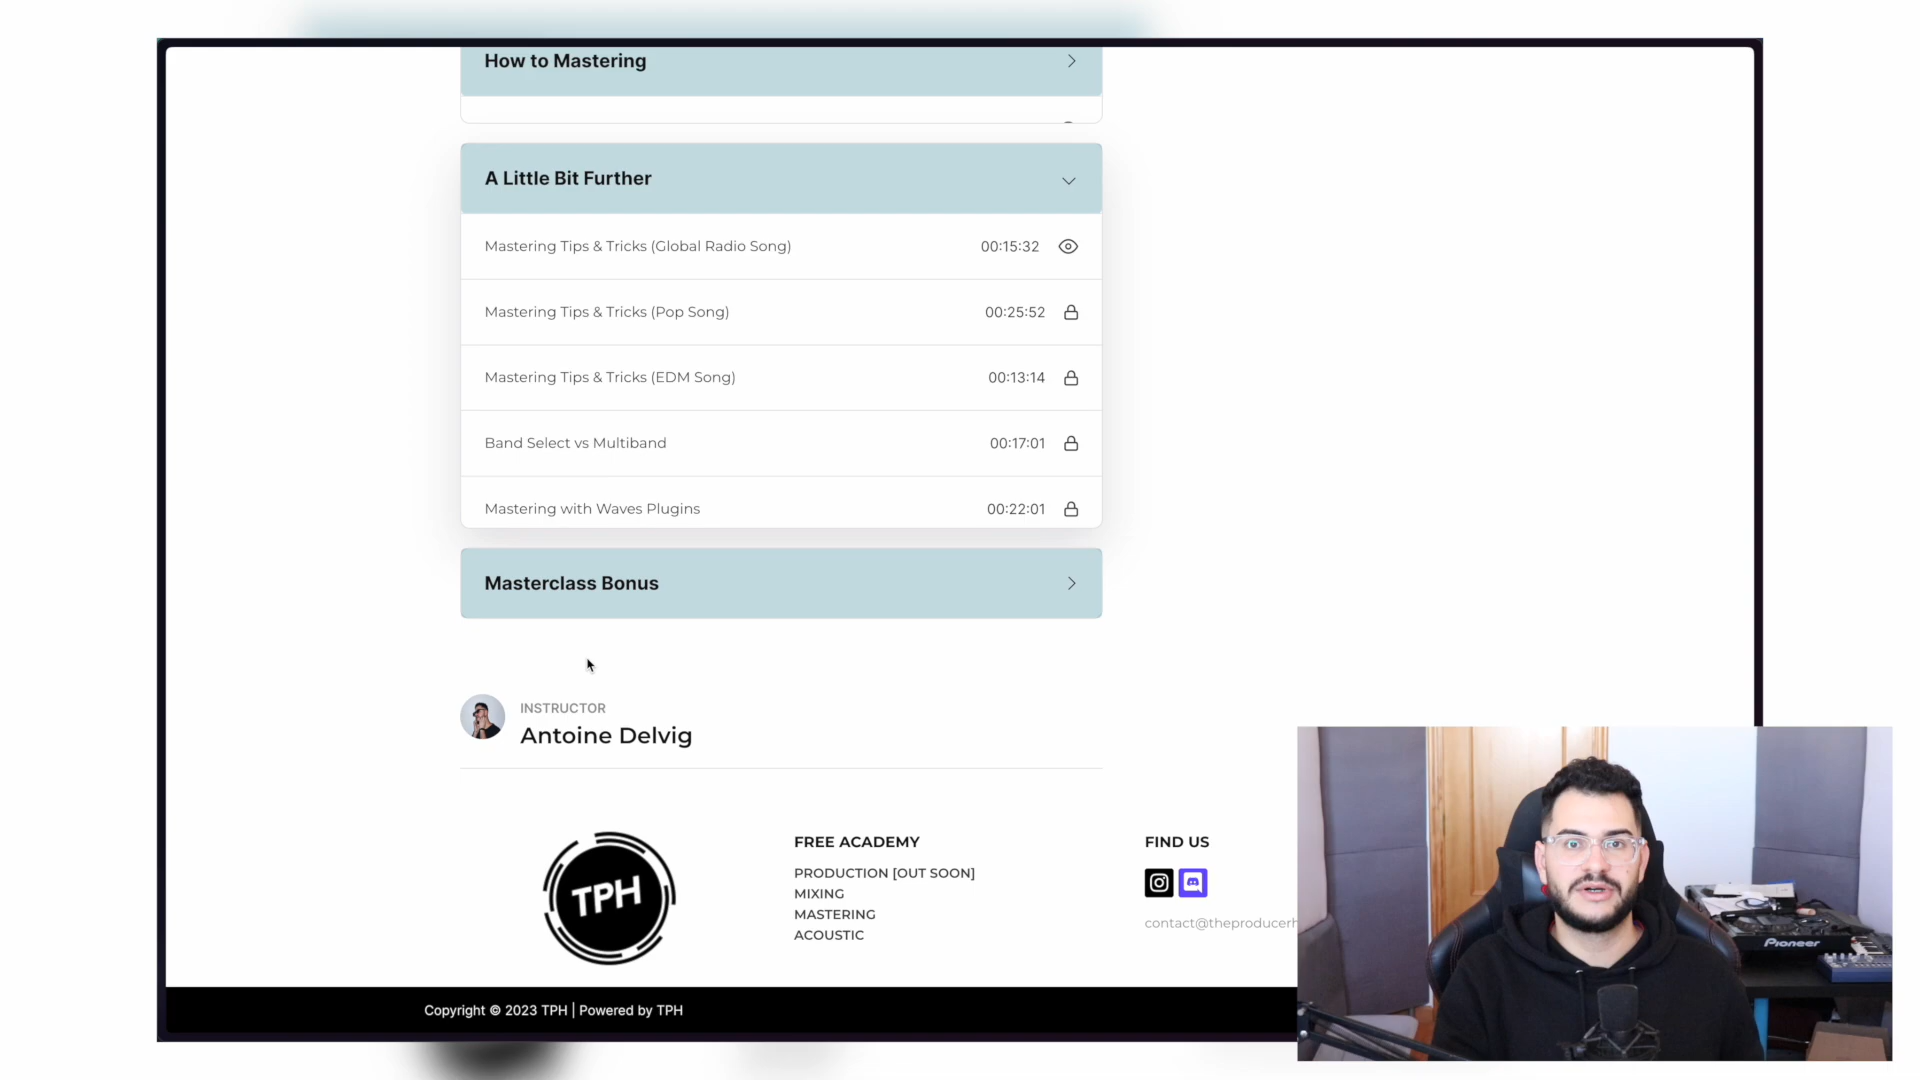 How to Mastering
A Little Bit Further
Mastering Tips & Tricks (Global Radio Song) 00:15:32
Mastering Tips & Tricks (Pop Song) 00:25:52
Mastering Tips & Tricks (EDM Song) 00:13:14
Band Select vs Multiband 00:17:01
Mastering with Waves Plugins 00:22:01
Masterclass Bonus
INSTRUCTOR
Antoine Delvig
TPH
FREE ACADEMY
PRODUCTION [OUT SOON]
MIXING
MASTERING
ACOUSTIC
FIND US
contact@theproducerh
Copyright © 2023 TPH | Powered by TPH
Pioneer